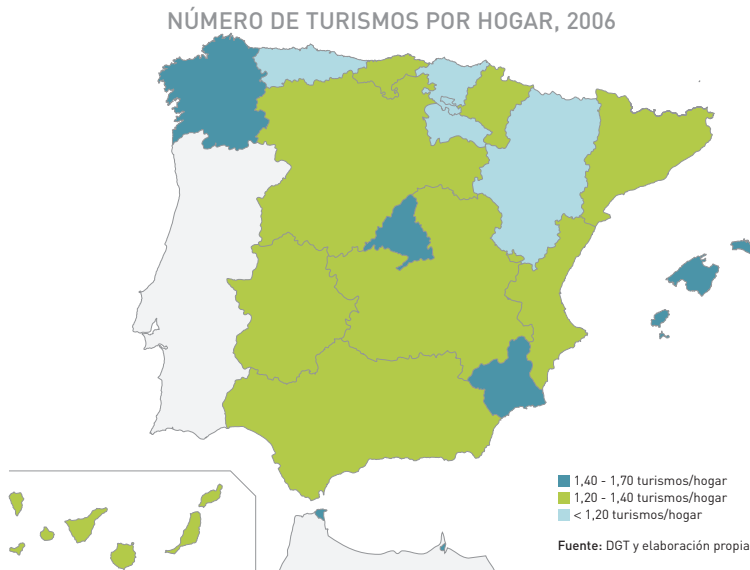 NÚMERO DE TURISMOS POR HOGAR, 2006
1,40 - 1,70 turismos/hogar
1,20 - 1,40 turismos/hogar
< 1,20 turismos/hogar
Fuente: DGT y elaboración propia